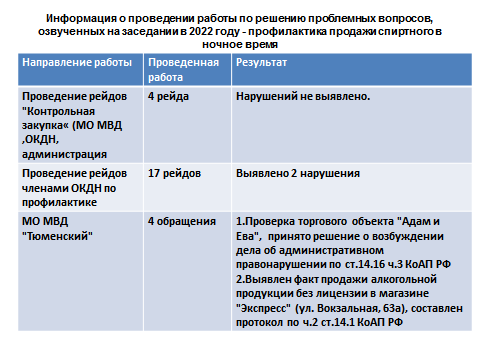 Информация о проведении работы по решению проблемных вопросов,
озвученных на заседании в 2022 году - профилактика продажи спиртного в
ночное время
Направление работы
Проведенная
работа
Результат
Проведение рейдов
"Контрольная
закупка« (МО МВД
,ОКДН,
администрация
4 рейда
Нарушений не выявлено.
Проведение рейдов
членами ОКДН по
профилактике
17 рейдов
Выявлено 2 нарушения
МО МВД
"Тюменский"
4 обращения
1.Проверка торгового объекта "Адам и
Ева", принято решение о возбуждении
дела об административном
правонарушении по ст.14.16 ч.3 КоАП РФ
2.Выявлен факт продажи алкогольной
продукции без лицензии в магазине
"Экспресс" (ул. Вокзальная, 63а), составлен
протокол по ч.2 ст.14.1 КоАП РФ